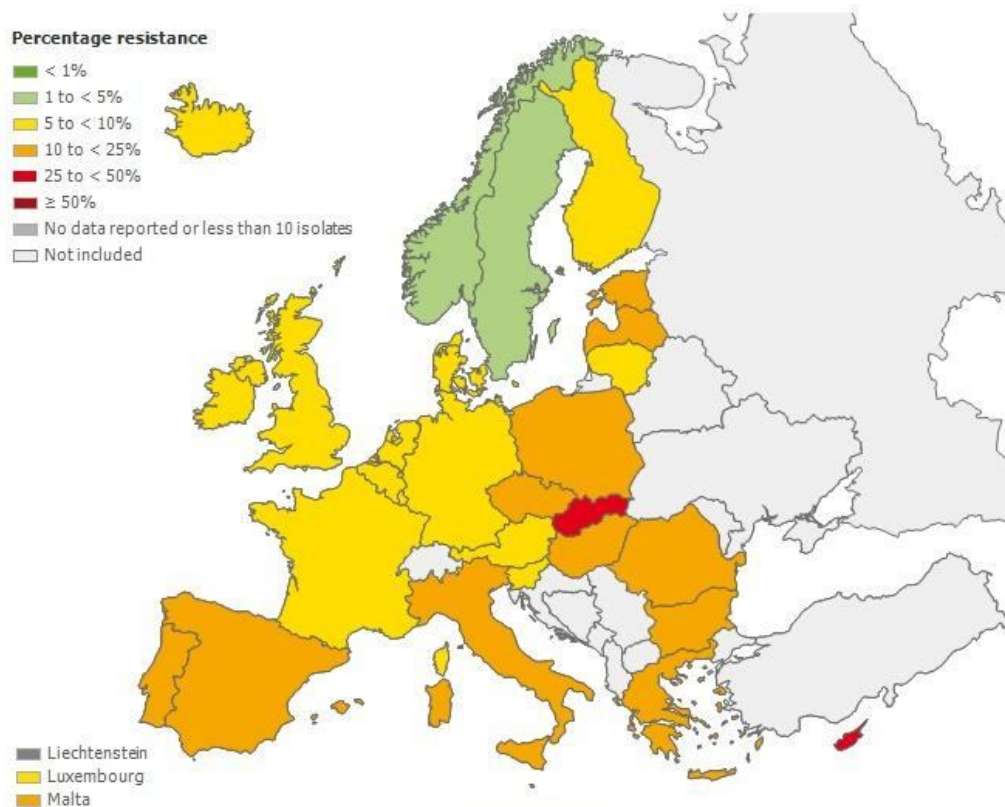 Percentage resistance
< 1%
1 to < 5%
5 to < 10%
10 to < 25%
25 to < 50%
≥ 50%
No data reported or less than 10 isolates
Not included
Liechtenstein
Luxembourg
Malta